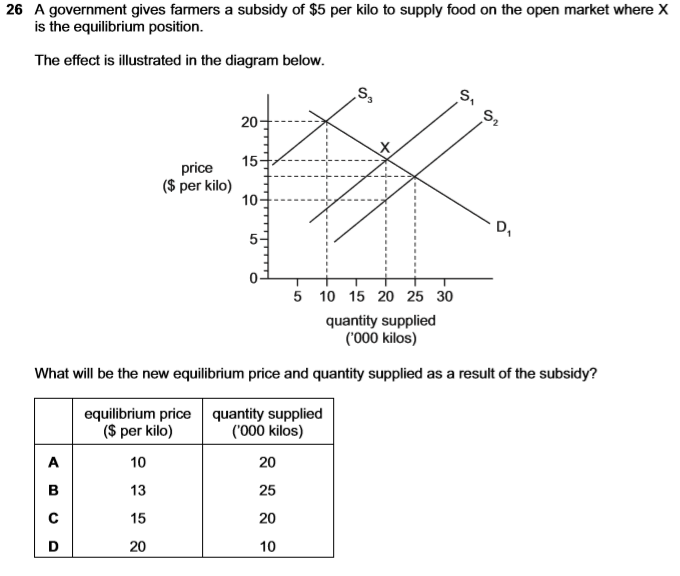 26 A government gives farmers a subsidy of $5 per kilo to supply food on the open market where X
is the equilibrium position.
The effect is illustrated in the diagram below.
S3
S1
S2
20
X
15
price
($ per kilo)
10
D1
5
0
5 10 15 20 25 30
quantity supplied
('000 kilos)
What will be the new equilibrium price and quantity supplied as a result of the subsidy?
equilibrium price quantity supplied
($ per kilo) ('000 kilos)
A 10 20
B 13 25
C 15 20
D 20 10